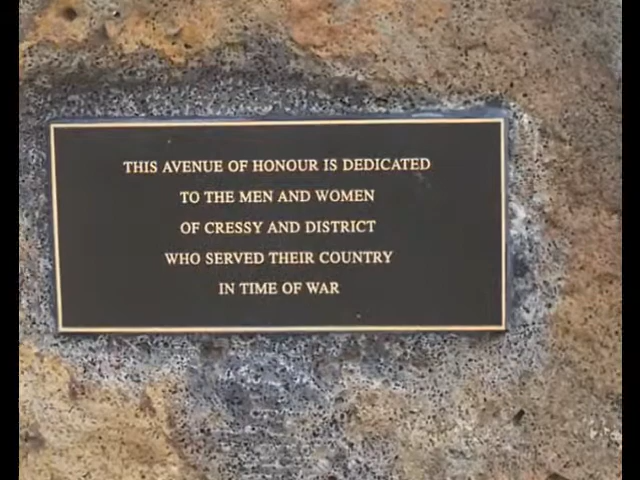 THIS AVENUE OF HONOUR IS DEDICATED
TO THE MEN AND WOMEN
OF CRESSY AND DISTRICT
WHO SERVED THEIR COUNTRY
IN TIME OF WAR